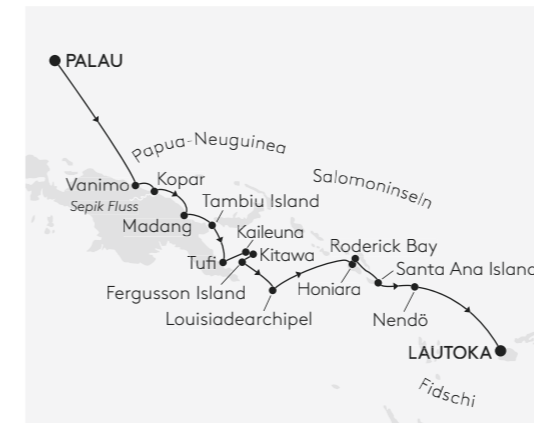 PALAU
Papua-Neuguinea
Vanimo
Kopar
Sepik Fluss
Salomoninseln
Madang
Tambiu Island
Kaileuna
Tufi
Kitawa
Roderick Bay
Fergusson Island
Honiara
Santa Ana Island
Louisiadearchipel
Nendö
LAUTOKA
Fidschi